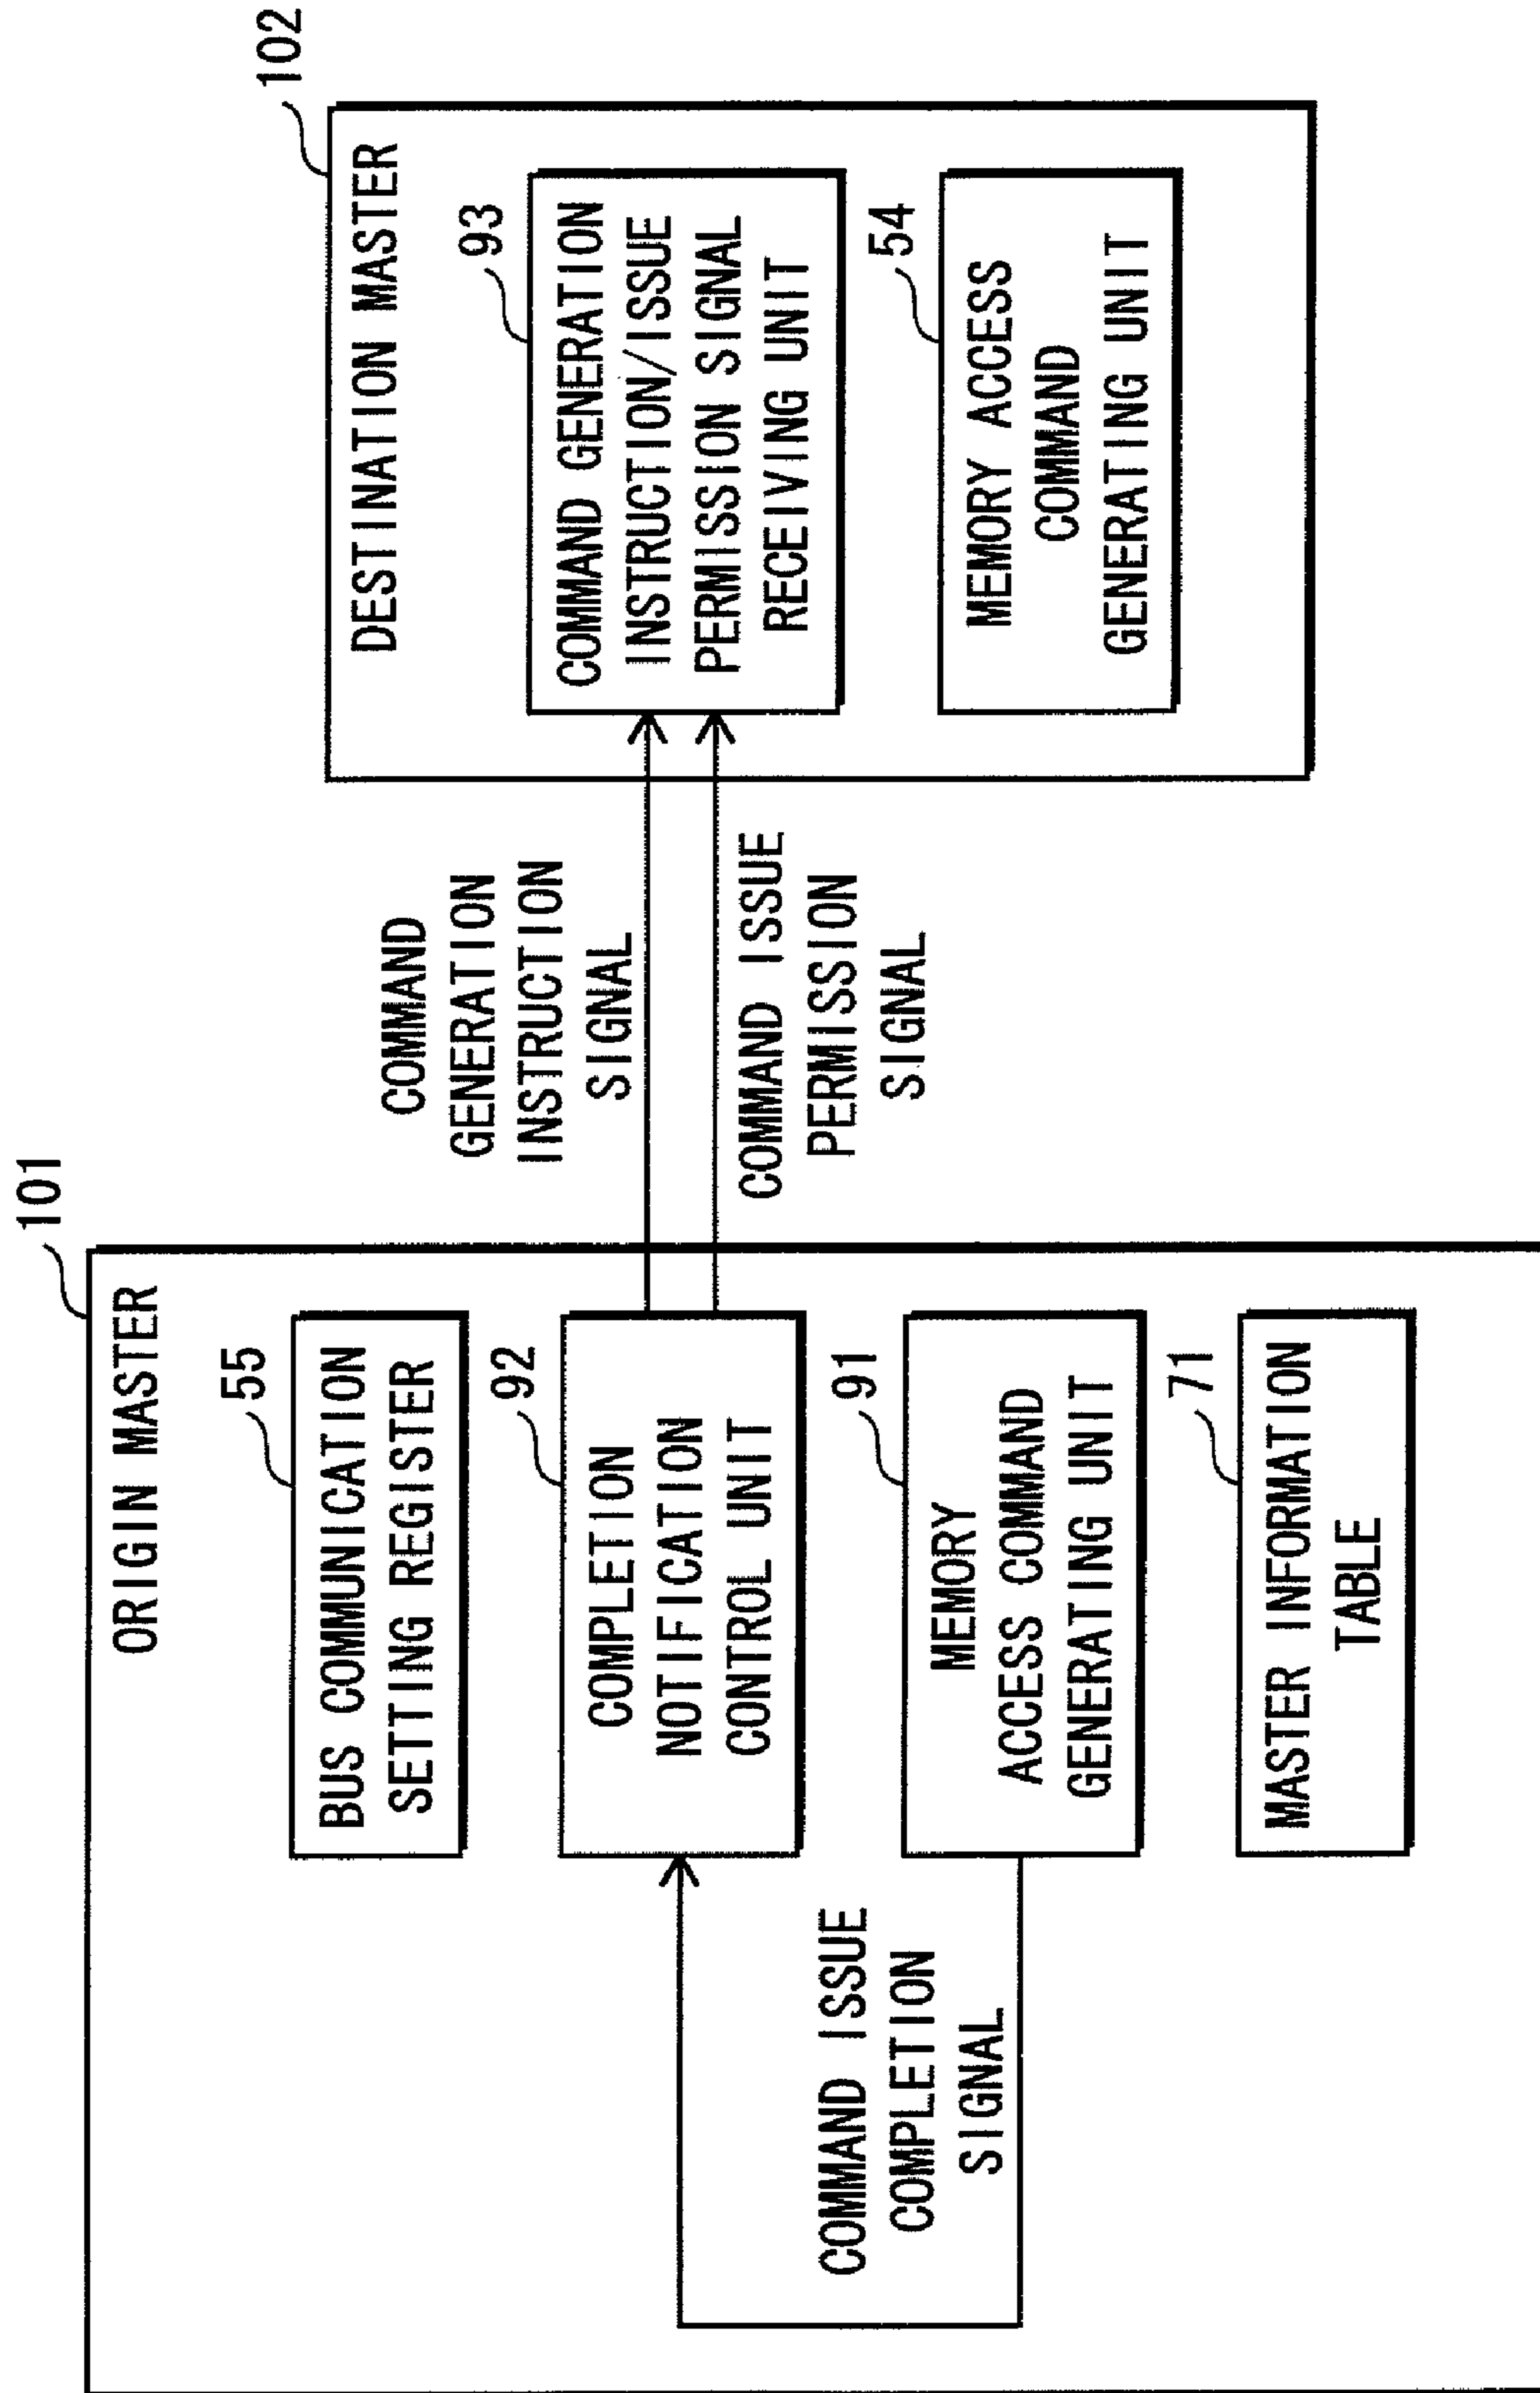 101
ORIGIN MASTER
55
BUS COMMUNICATION
SETTING REGISTER
92
COMPLETION
NOTIFICATION
CONTROL UNIT
91
MEMORY
ACCESS COMMAND
GENERATING UNIT
71
MASTER INFORMATION
TABLE
COMMAND ISSUE
COMPLETION
SIGNAL
COMMAND
GENERATION
INSTRUCTION
SIGNAL
COMMAND ISSUE
PERMISSION
SIGNAL
102
DESTINATION MASTER
93
COMMAND GENERATION
INSTRUCTION/ISSUE
PERMISSION SIGNAL
RECEIVING UNIT
54
MEMORY ACCESS
COMMAND
GENERATING UNIT